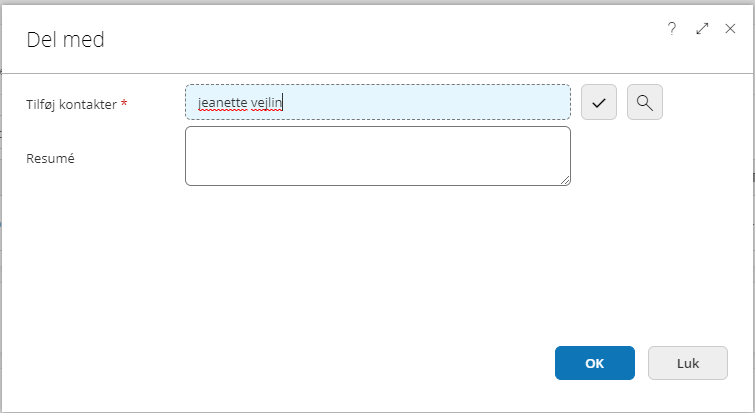 Del med
?
Tilføj kontakter *
jeanette vejlin
Resumé
OK
Luk